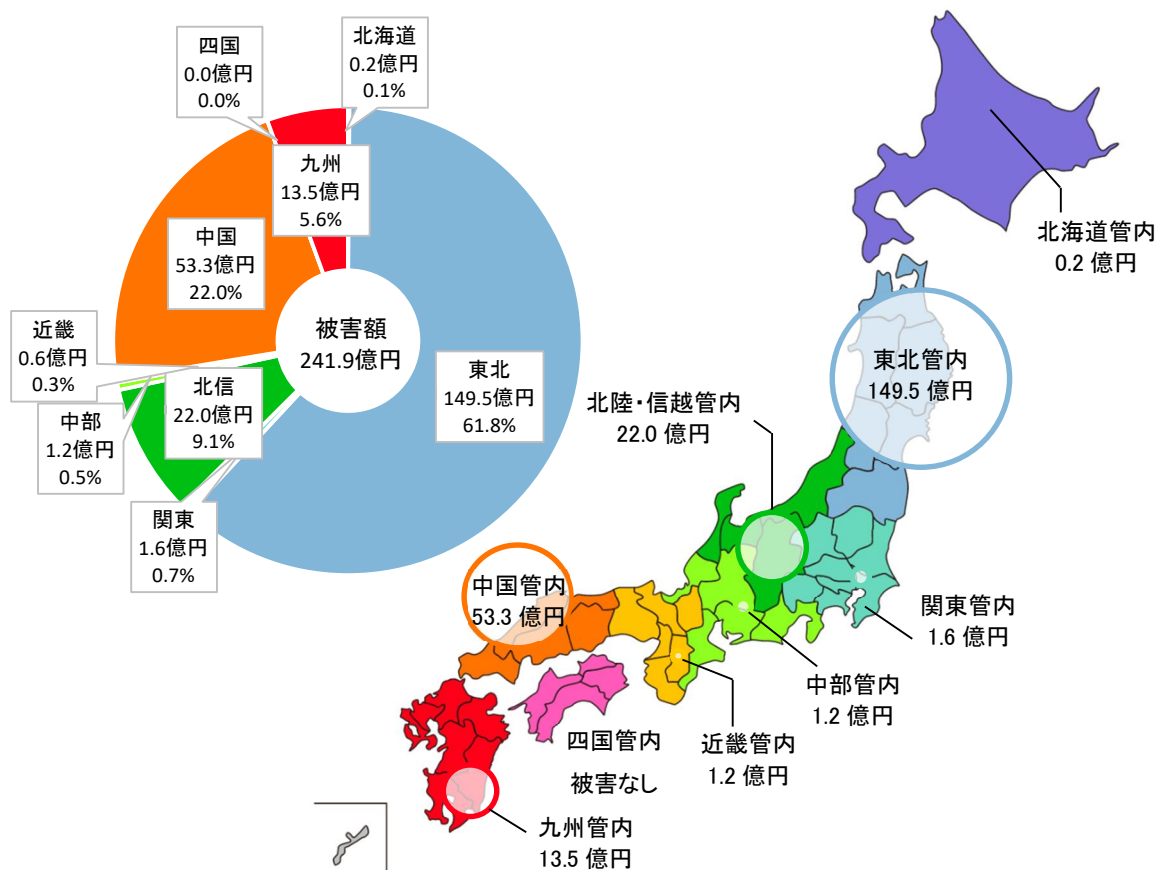 四国
0.0億円
0.0%
北海道
0.2億円
0.1%
九州
13.5億円
5.6%
中国
53.3億円
22.0%
近畿
0.6億円
0.3%
被害額
241.9億円
東北
149.5億円
61.8%
北信
22.0億円
9.1%
中部
1.2億円
0.5%
関東
1.6億円
0.7%
北海道管内
0.2 億円
東北管内
149.5 億円
北陸・信越管内
22.0 億円
中国管内
53.3 億円
関東管内
1.6 億円
中部管内
1.2 億円
近畿管内
1.2 億円
四国管内
被害なし
九州管内
13.5 億円